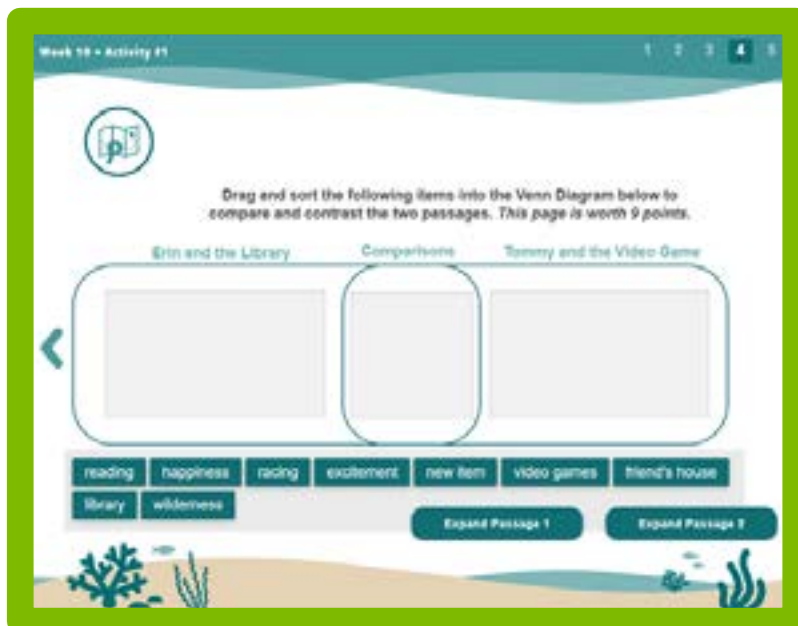 Week 10 • Activity #1
1 2 3 4 5
Drag and sort the following items into the Venn Diagram below to
compare and contrast the two passages. This page is worth 9 points.
Erin and the Library Comparisons Tommy and the Video Game
reading happiness racing excitement new item video games friend's house
library wilderness
Expand Passage 1 Expand Passage 2